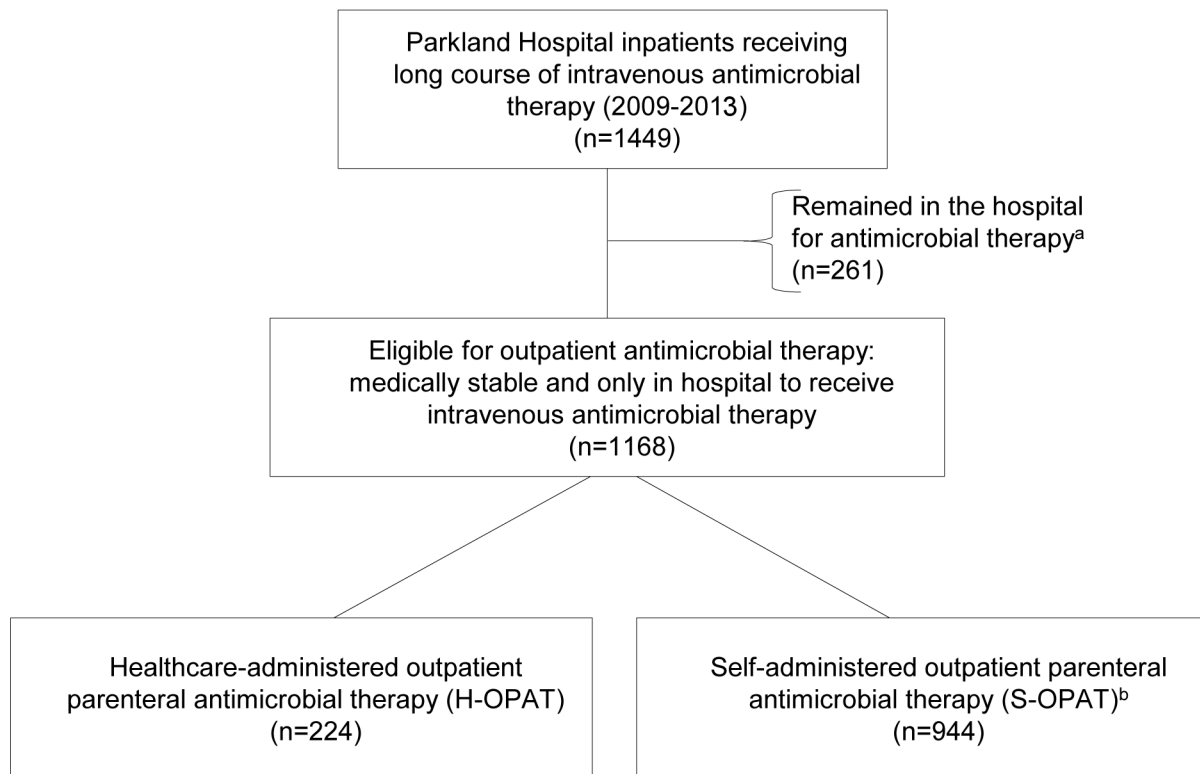 Parkland Hospital inpatients receiving
long course of intravenous antimicrobial
therapy (2009-2013)
(n=1449)
Remained in the hospital
for antimicrobial therapyᵃ
(n=261)
Eligible for outpatient antimicrobial therapy:
medically stable and only in hospital to receive
intravenous antimicrobial therapy
(n=1168)
Healthcare-administered outpatient
parenteral antimicrobial therapy (H-OPAT)
(n=224)
Self-administered outpatient parenteral
antimicrobial therapy (S-OPAT)ᵇ
(n=944)